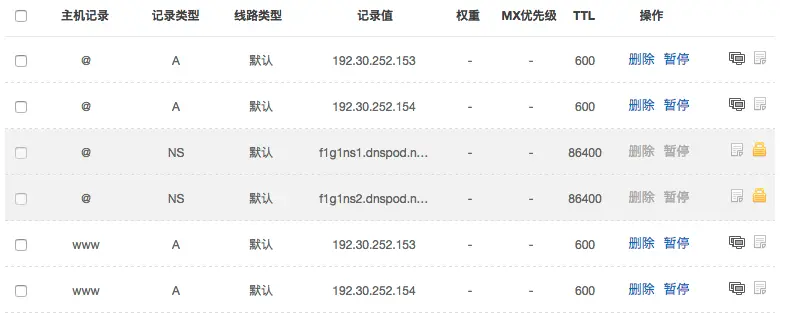 主机记录 记录类型 线路类型 记录值 权重 MX优先级 TTL 操作
@ A 默认 192.30.252.153 - - 600 删除 暂停
@ A 默认 192.30.252.154 - - 600 删除 暂停
@ NS 默认 f1g1ns1.dnspod.n... - - 86400 删除 暂停
@ NS 默认 f1g1ns2.dnspod.n... - - 86400 删除 暂停
www A 默认 192.30.252.153 - - 600 删除 暂停
www A 默认 192.30.252.154 - - 600 删除 暂停